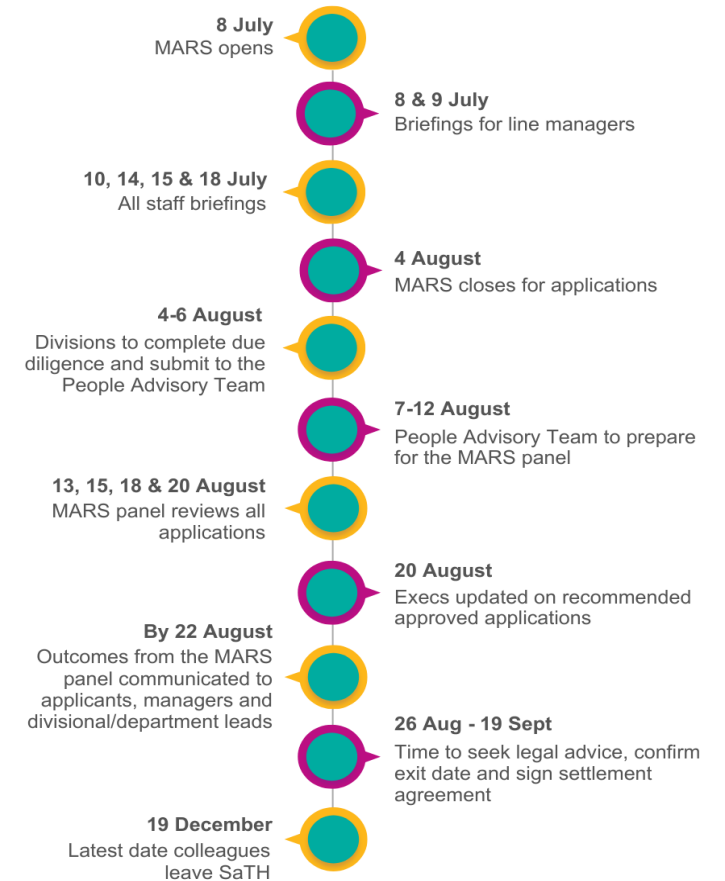 8 July
MARS opens
8 & 9 July
Briefings for line managers
10, 14, 15 & 18 July
All staff briefings
4 August
MARS closes for applications
4-6 August
Divisions to complete due
diligence and submit to the
People Advisory Team
7-12 August
People Advisory Team to prepare
for the MARS panel
13, 15, 18 & 20 August
MARS panel reviews all
applications
20 August
Execs updated on recommended
approved applications
By 22 August
Outcomes from the MARS
panel communicated to
applicants, managers and
divisional/department leads
26 Aug - 19 Sept
Time to seek legal advice, confirm
exit date and sign settlement
agreement
19 December
Latest date colleagues
leave SaTH